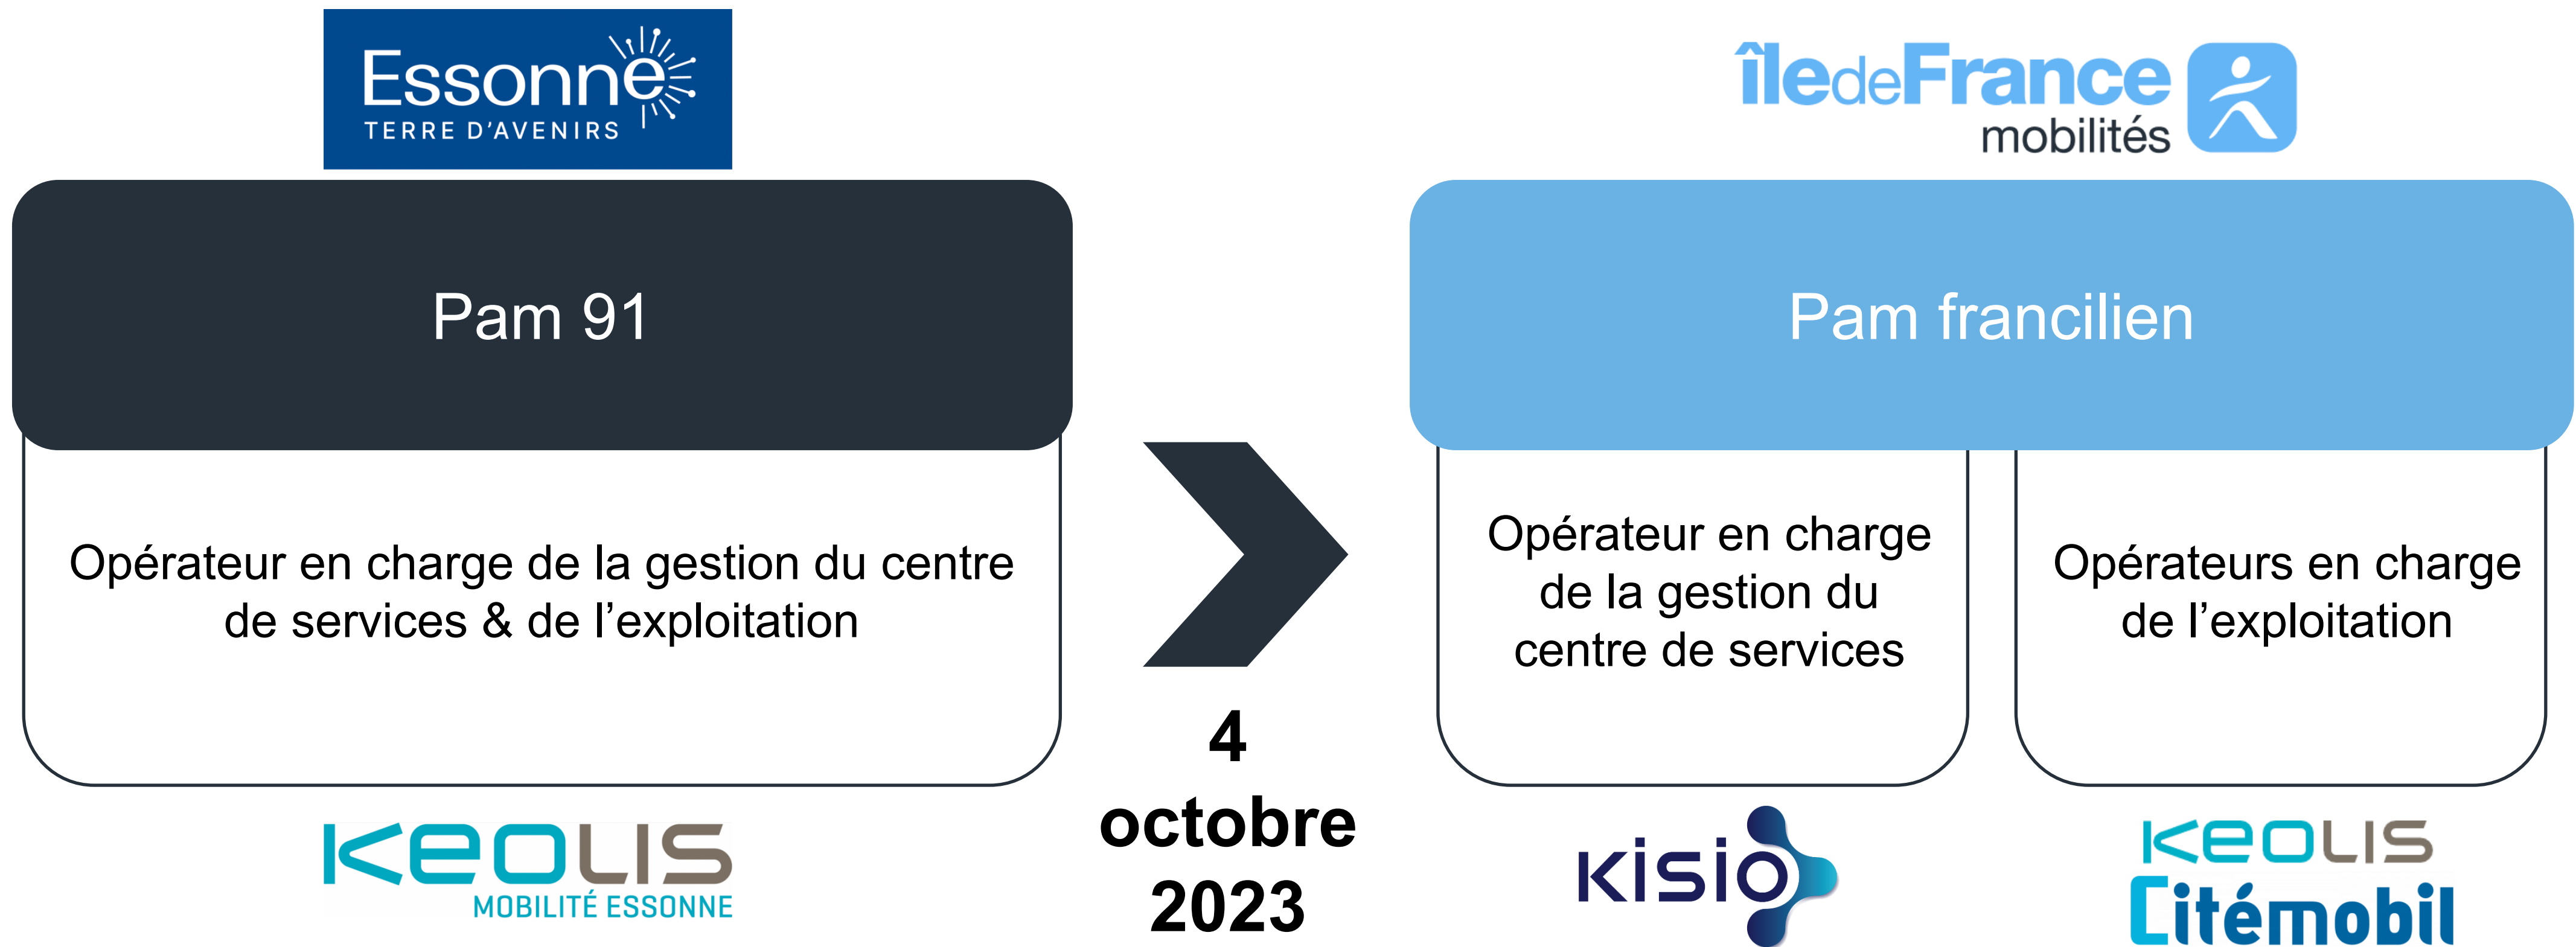 Essonne
TERRE D'AVENIRS
îledeFrance
mobilités
Pam 91
Pam francilien
Opérateur en charge de la gestion du centre
de services & de l’exploitation
Opérateur en charge
de la gestion du
centre de services
Opérateurs en charge
de l’exploitation
4
octobre
2023
KEOLIS
MOBILITÉ ESSONNE
kisio
KEOLIS
Citémobil